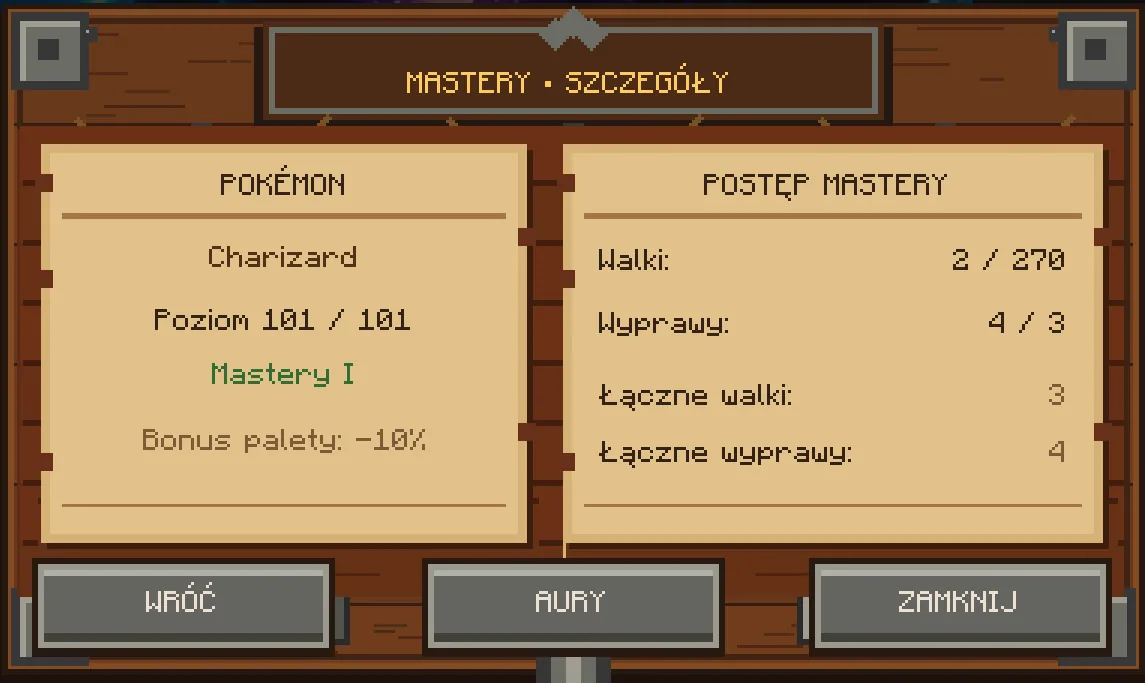 MASTERY • SZCZEGÓŁY
POKÉMON
Charizard
Poziom 101 / 101
Mastery I
Bonus palety: -10%
POSTĘP MASTERY
Walki: 2 / 270
Wyprawy: 4 / 3
Łączne walki: 3
Łączne wyprawy: 4
WRÓĆ
AURY
ZAMKNIJ